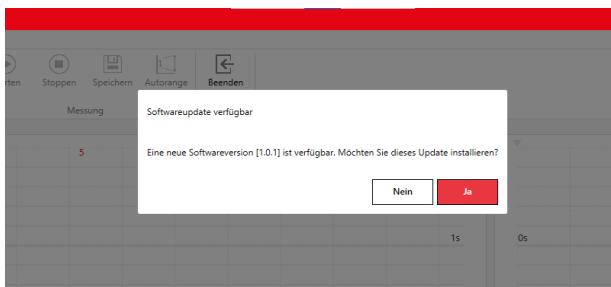 Stoppen Speichern Autorange Beenden
Messung
Softwareupdate verfügbar
Eine neue Softwareversion [1.0.1] ist verfügbar. Möchten Sie dieses Update installieren?
Nein Ja
5
1s 0s